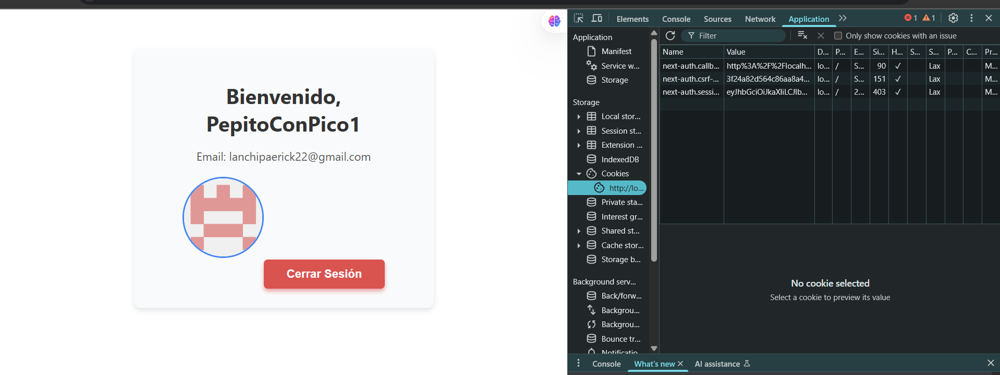 Bienvenido,
PepitoConPico1
Email: lanchipaerick22@gmail.com
Cerrar Sesión
Elements Console Sources Network Application 1 1
Application
Manifest
Service w...
Storage
Storage
Local stor...
Session st...
Extension ...
IndexedDB
Cookies
http://lo...
Private sta...
Interest gr...
Shared st...
Cache stor...
Storage b...
Background serv...
Back/forw...
Backgrou...
Backgrou...
Bounce tr...
Notificatio
Filter Only show cookies with an issue
Name Value D... P... E... Si... H... S... S... P... C... Pr...
next-auth.callb... http%3A%2F%2Flocalh... lo... / S... 90 ✓ Lax M...
next-auth.csrf-... 3f24a82d564c86aa8a4... lo... / S... 151 ✓ Lax M...
next-auth.sessi... eyJhbGciOiJkaXIiLCJlb... lo... / 2... 403 ✓ Lax M...
No cookie selected
Select a cookie to preview its value
Console What's new AI assistance